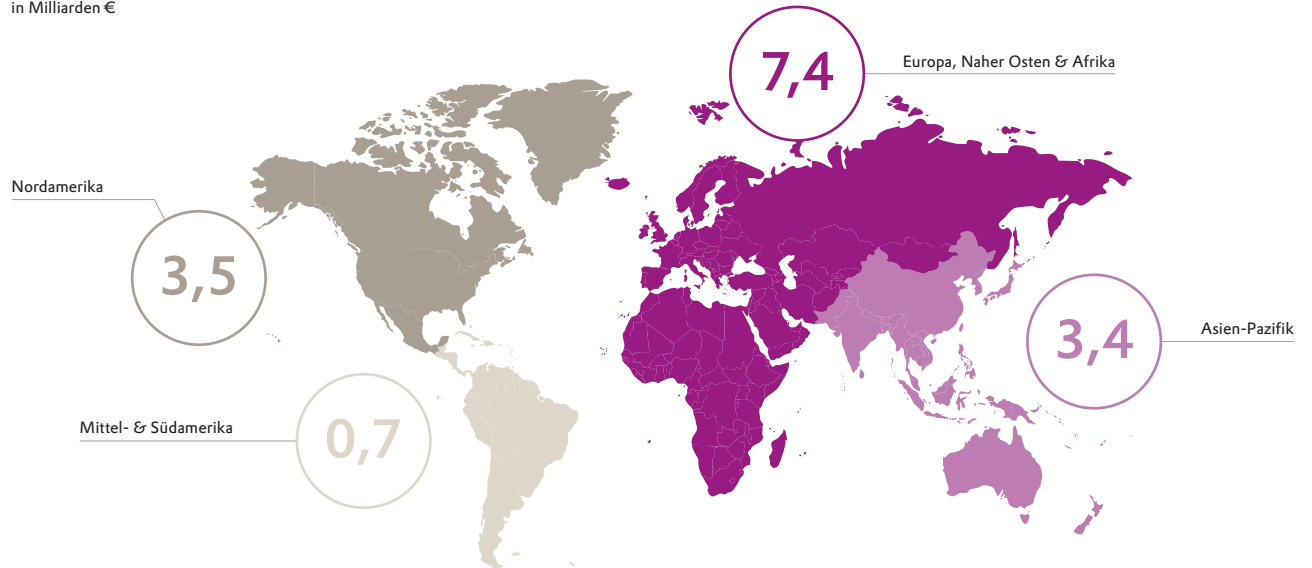 in Milliarden €
7,4
Europa, Naher Osten & Afrika
Nordamerika
3,5
3,4
Asien-Pazifik
Mittel- & Südamerika
0,7